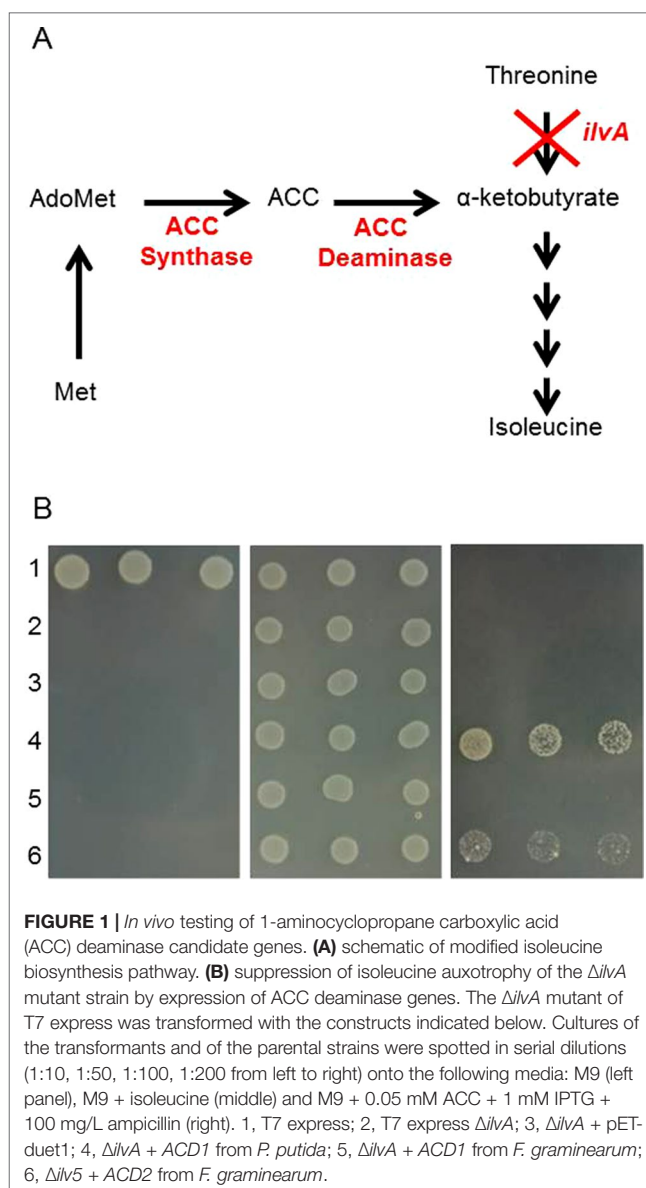 A
Threonine
ilvA
AdoMet
ACC
α-ketobutyrate
ACC
Synthase
ACC
Deaminase
Met
Isoleucine
B
1
2
3
4
5
6
FIGURE 1 | In vivo testing of 1-aminocyclopropane carboxylic acid
(ACC) deaminase candidate genes. (A) schematic of modified isoleucine
biosynthesis pathway. (B) suppression of isoleucine auxotrophy of the ΔilvA
mutant strain by expression of ACC deaminase genes. The ΔilvA mutant of
T7 express was transformed with the constructs indicated below. Cultures of
the transformants and of the parental strains were spotted in serial dilutions
(1:10, 1:50, 1:100, 1:200 from left to right) onto the following media: M9 (left
panel), M9 + isoleucine (middle) and M9 + 0.05 mM ACC + 1 mM IPTG +
100 mg/L ampicillin (right). 1, T7 express; 2, T7 express ΔilvA; 3, ΔilvA + pET-
duet1; 4, ΔilvA + ACD1 from P. putida; 5, ΔilvA + ACD1 from F. graminearum;
6, Δilv5 + ACD2 from F. graminearum.